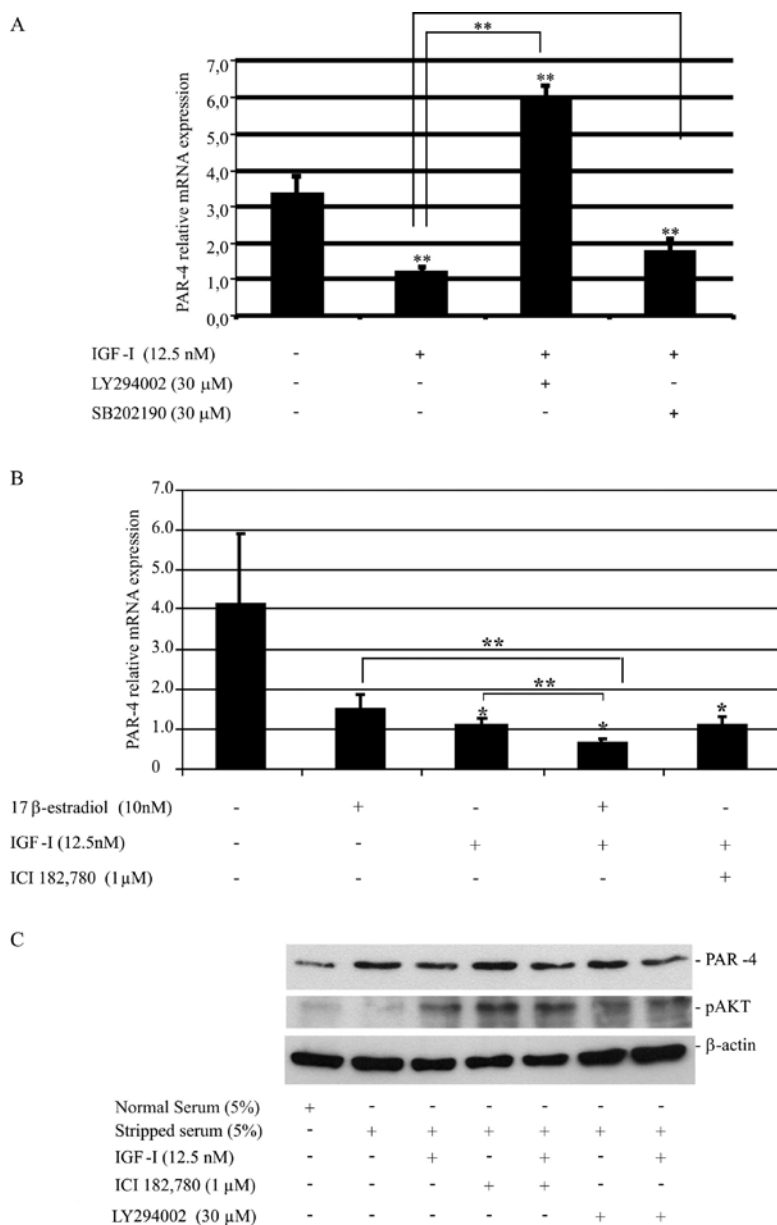 A
**
7,0
6,0
5,0
4,0
3,0
2,0
1,0
0,0
PAR-4 relative mRNA expression
**
**
**
IGF-I (12.5 nM) - + + +
LY294002 (30 µM) - - + -
SB202190 (30 µM) - - - +
B
7.0
6.0
5.0
4.0
3.0
2.0
1.0
0
PAR-4 relative mRNA expression
**
**
*
*
*
17 β-estradiol (10nM) - + - + -
IGF-I (12.5nM) - - + + +
ICI 182,780 (1µM) - - - - +
C
- PAR-4
- pAKT
- β-actin
Normal Serum (5%) + - - - - - -
Stripped serum (5%) - + + + + + +
IGF-I (12.5 nM) - - + - + - +
ICI 182,780 (1 µM) - - - + + - -
LY294002 (30 µM) - - - - - + +